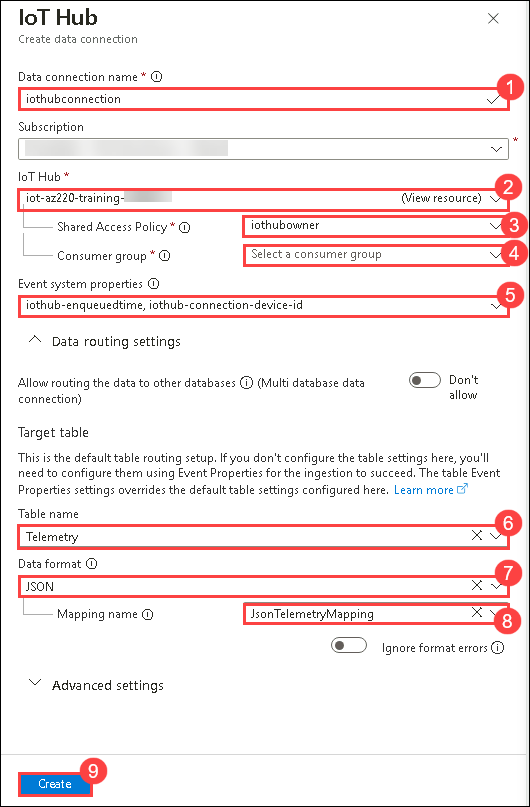 IoT Hub
Create data connection
Data connection name *
1
iothubconnection
Subscription
*
IoT Hub *
2
iot-az220-training- (View resource)
Shared Access Policy * iothubowner 3
Consumer group * Select a consumer group 4
Event system properties
5
iothub-enqueuedtime, iothub-connection-device-id
Data routing settings
Allow routing the data to other databases (Multi database data
connection)
Don't
allow
Target table
This is the default table routing setup. If you don't configure the table settings here, you'll
need to configure them using Event Properties for the ingestion to succeed. The table Event
Properties settings overrides the default table settings configured here. Learn more
Table name
6
Telemetry
Data format
7
JSON
Mapping name JsonTelemetryMapping 8
Ignore format errors
Advanced settings
9
Create